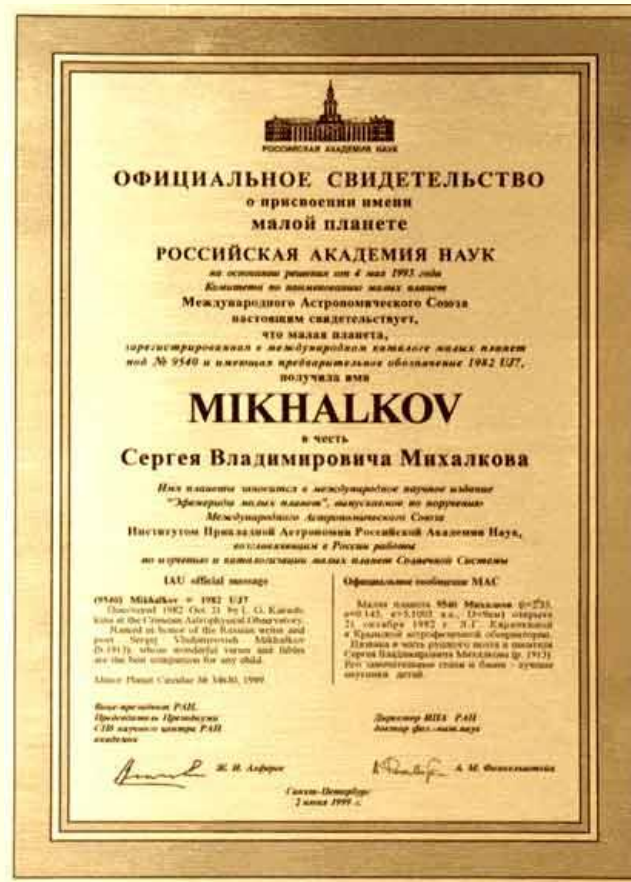 РОССИЙСКАЯ АКАДЕМИЯ НАУК
ОФИЦИАЛЬНОЕ СВИДЕТЕЛЬСТВО
о присвоении имени
малой планете
РОССИЙСКАЯ АКАДЕМИЯ НАУК
на основании решения от 4 мая 1995 года
Комитета по наименованию малых планет
Международного Астрономического Союза
настоящим свидетельствует,
что малая планета,
зарегистрированная в международном каталоге малых планет
под № 9540 и имеющая предварительное обозначение 1982 UJ7,
получила имя
MIKHALKOV
в честь
Сергея Владимировича Михалкова
Имя планеты заносится в международное научное издание
"Эфемериды малых планет", выпускаемое по поручению
Международного Астрономического Союза
Институтом Прикладной Астрономии Российской Академии Наук,
возглавляющим в России работы
по изучению и каталогизации малых планет Солнечной Системы
IAU official message
(9540) Mikhalkov = 1982 UJ7
Discovered 1982 Oct. 21 by L. G. Karach-
kina at the Crimean Astrophysical Observatory.
Named in honor of the Russian writer and
poet Sergej Vladimirovich Mikhalkov
(b.1913), whose wonderful verses and fables
are the best companion for any child.
Minor Planet Circular № 34630, 1999
Официальное сообщение МАС
Малая планета 9540 Михалков
21 октября 1982 г. Л.Г. Карачкиной
в Крымской астрофизической обсерватории.
Названа в честь русского поэта и писателя
Сергея Владимировича Михалкова (р. 1913).
Его замечательные стихи и басни - лучшие
спутники детей.
Вице-президент РАН,
Председатель Президиума
СПб научного центра РАН
академик
Ж. И. Алферов
Директор ИПА РАН
доктор физ.-мат.наук
А. М. Финкельштейн
Санкт-Петербург
2 июня 1999 г.